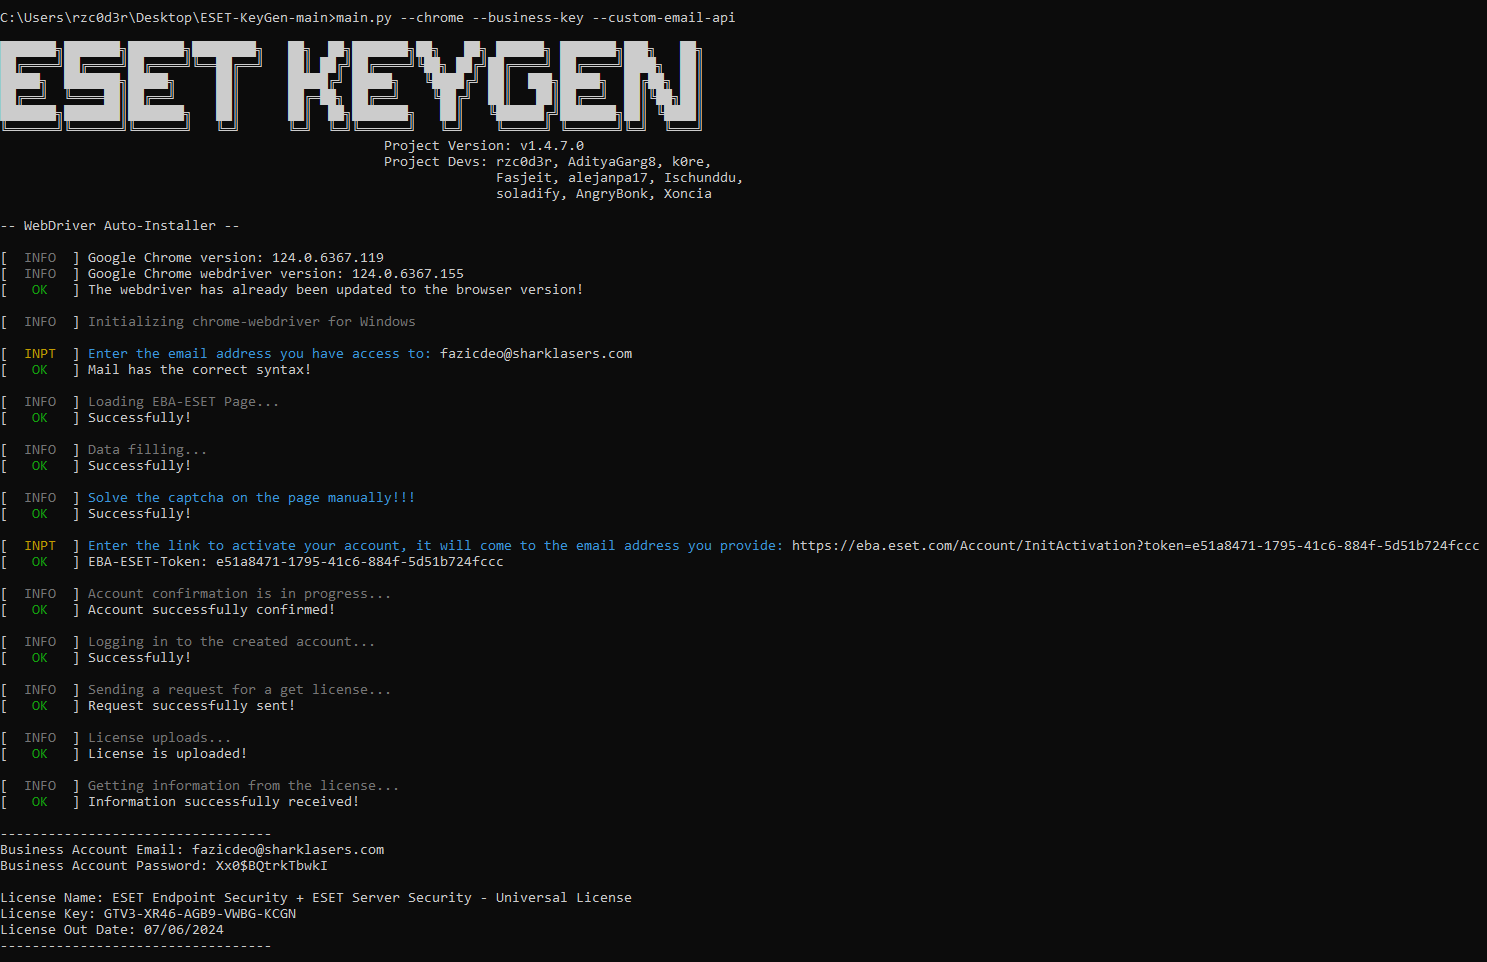 C:\Users\rzc0d3r\Desktop\ESET-KeyGen-main>main.py --chrome --business-key --custom-email-api
ESET KEYGEN
Project Version: v1.4.7.0
Project Devs: rzc0d3r, AdityaGarg8, k0re,
Fasjeit, alejanpa17, Ischunddu,
soladify, AngryBonk, Xoncia
-- WebDriver Auto-Installer --
[ INFO ] Google Chrome version: 124.0.6367.119
[ INFO ] Google Chrome webdriver version: 124.0.6367.155
[ OK ] The webdriver has already been updated to the browser version!
[ INFO ] Initializing chrome-webdriver for Windows
[ INPT ] Enter the email address you have access to: fazicdeo@sharklasers.com
[ OK ] Mail has the correct syntax!
[ INFO ] Loading EBA-ESET Page...
[ OK ] Successfully!
[ INFO ] Data filling...
[ OK ] Successfully!
[ INFO ] Solve the captcha on the page manually!!!
[ OK ] Successfully!
[ INPT ] Enter the link to activate your account, it will come to the email address you provide: https://eba.eset.com/Account/InitActivation?token=e51a8471-1795-41c6-884f-5d51b724fccc
[ OK ] EBA-ESET-Token: e51a8471-1795-41c6-884f-5d51b724fccc
[ INFO ] Account confirmation is in progress...
[ OK ] Account successfully confirmed!
[ INFO ] Logging in to the created account...
[ OK ] Successfully!
[ INFO ] Sending a request for a get license...
[ OK ] Request successfully sent!
[ INFO ] License uploads...
[ OK ] License is uploaded!
[ INFO ] Getting information from the license...
[ OK ] Information successfully received!
----------------------------------
Business Account Email: fazicdeo@sharklasers.com
Business Account Password: Xx0$BQtrkTbwkI
License Name: ESET Endpoint Security + ESET Server Security - Universal License
License Key: GTV3-XR46-AGB9-VWBG-KCGN
License Out Date: 07/06/2024
----------------------------------